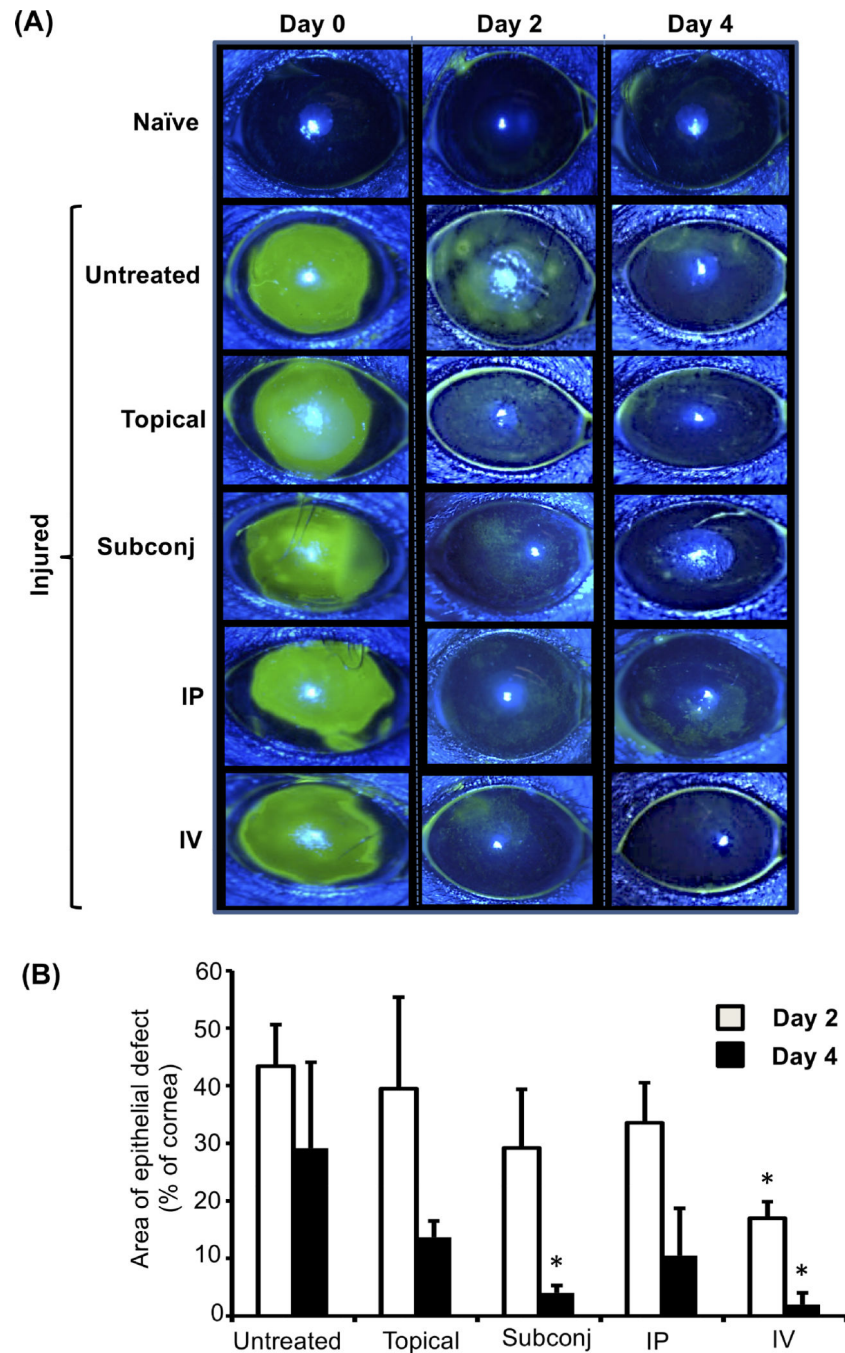 (A)
Day 0 Day 2 Day 4
Naïve
Untreated
Topical
Subconj
IP
IV
Injured
(B)
Area of epithelial defect
(% of cornea)
60
50
40
30
20
10
0
Day 2
Day 4
*
*
*
Untreated Topical Subconj IP IV